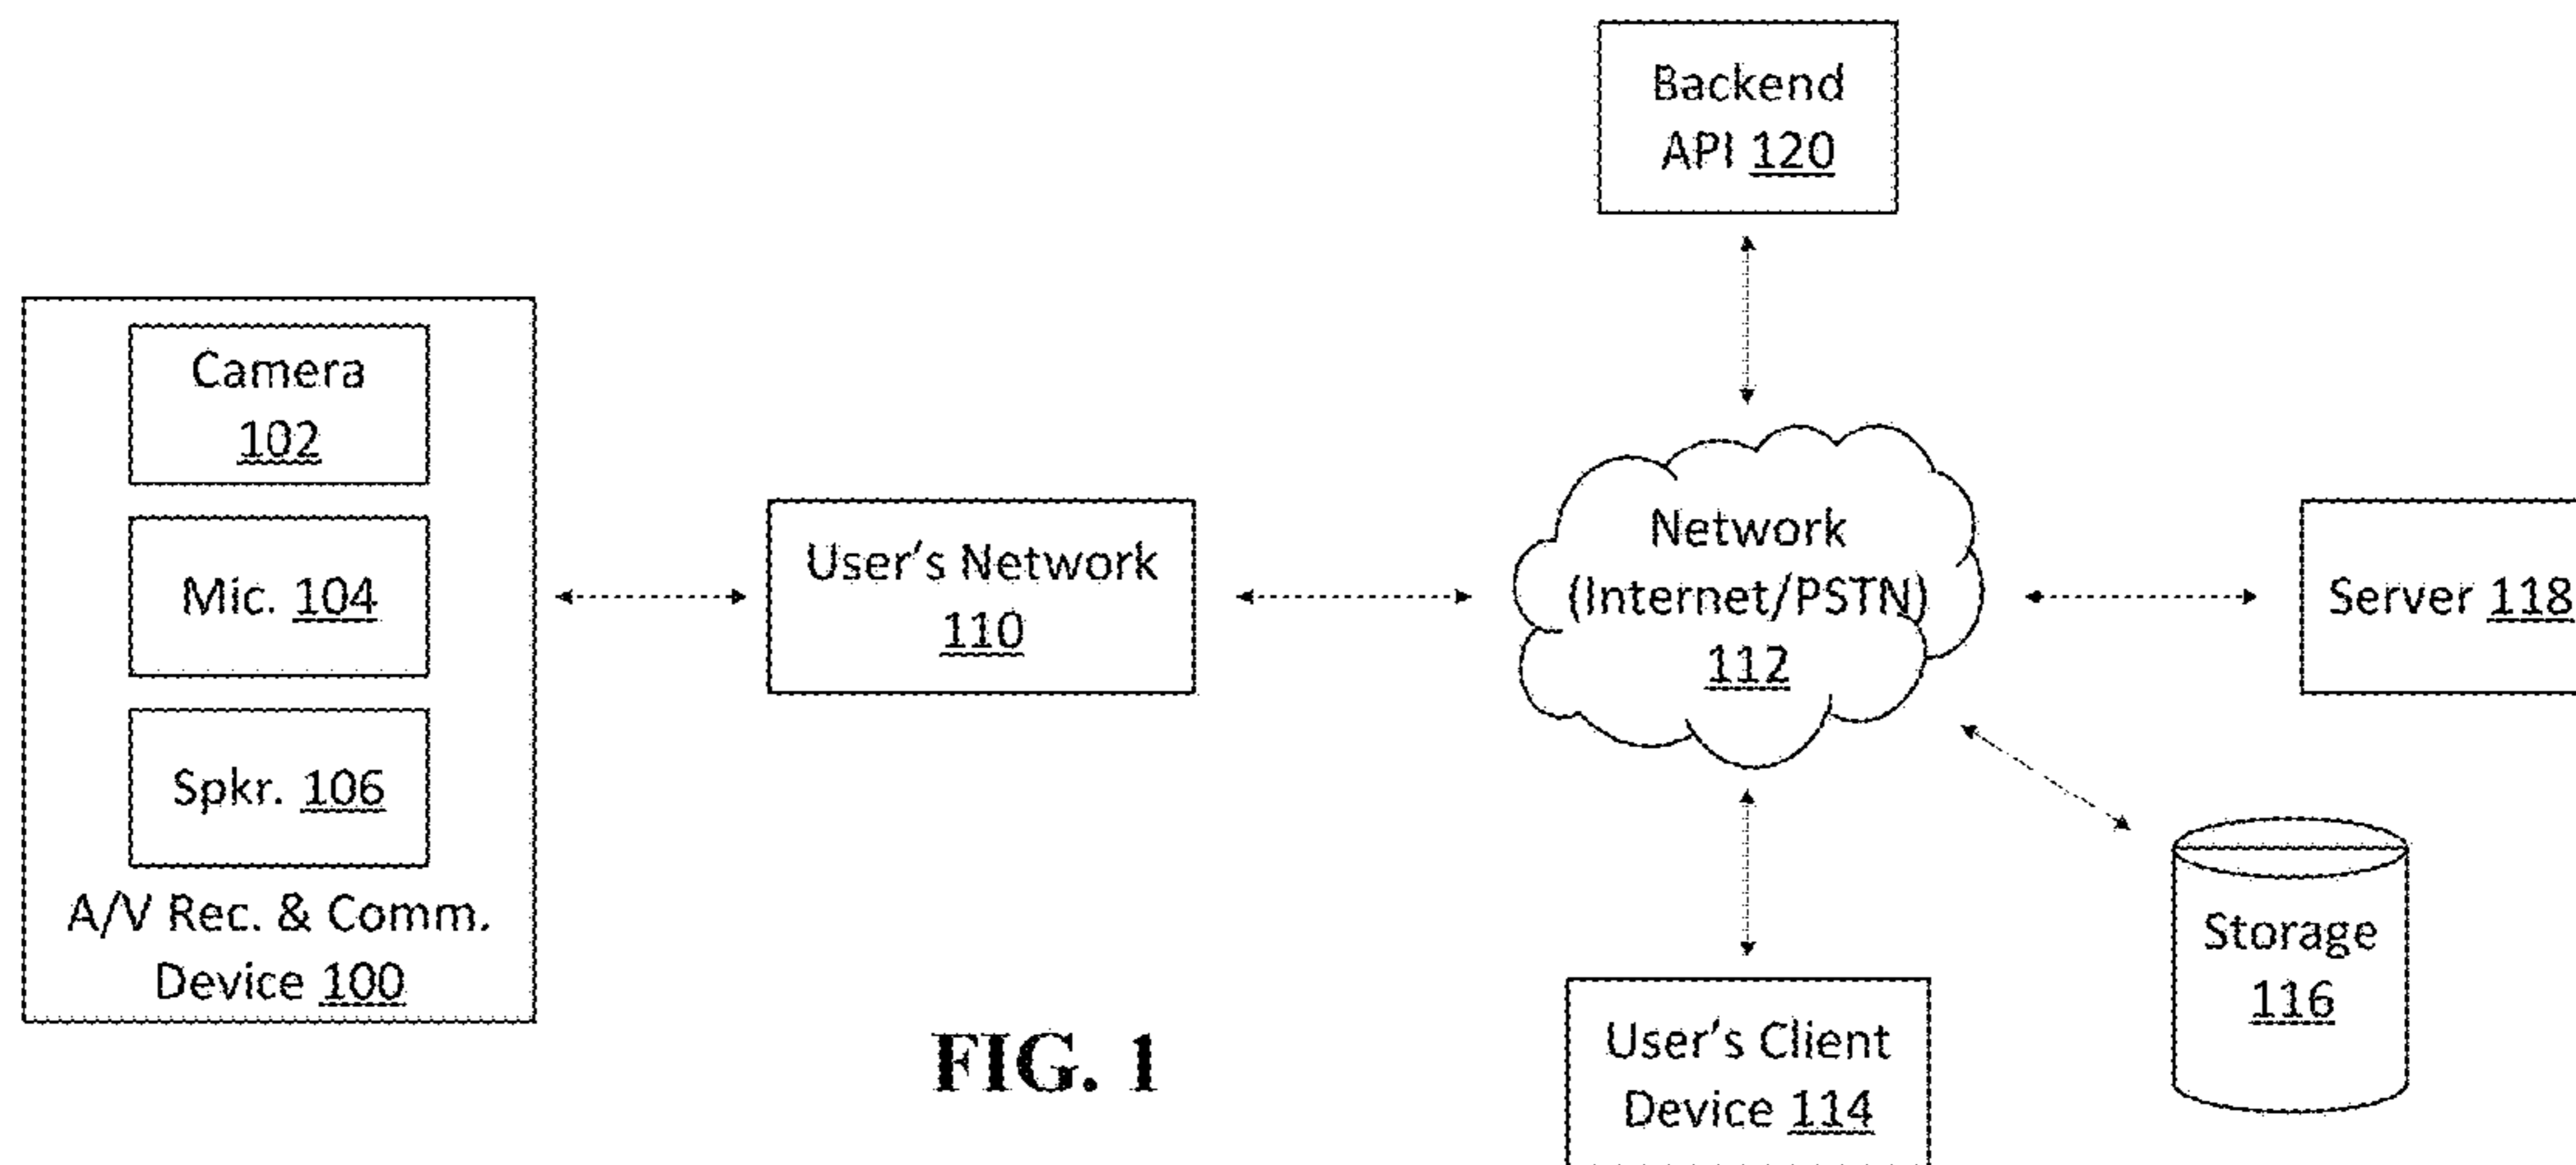 Backend
API 120
Camera
102
Mic. 104
Spkr. 106
A/V Rec. & Comm.
Device 100
User's Network
110
Network
(Internet/PSTN)
112
Server 118
Storage
116
User's Client
Device 114
FIG. 1